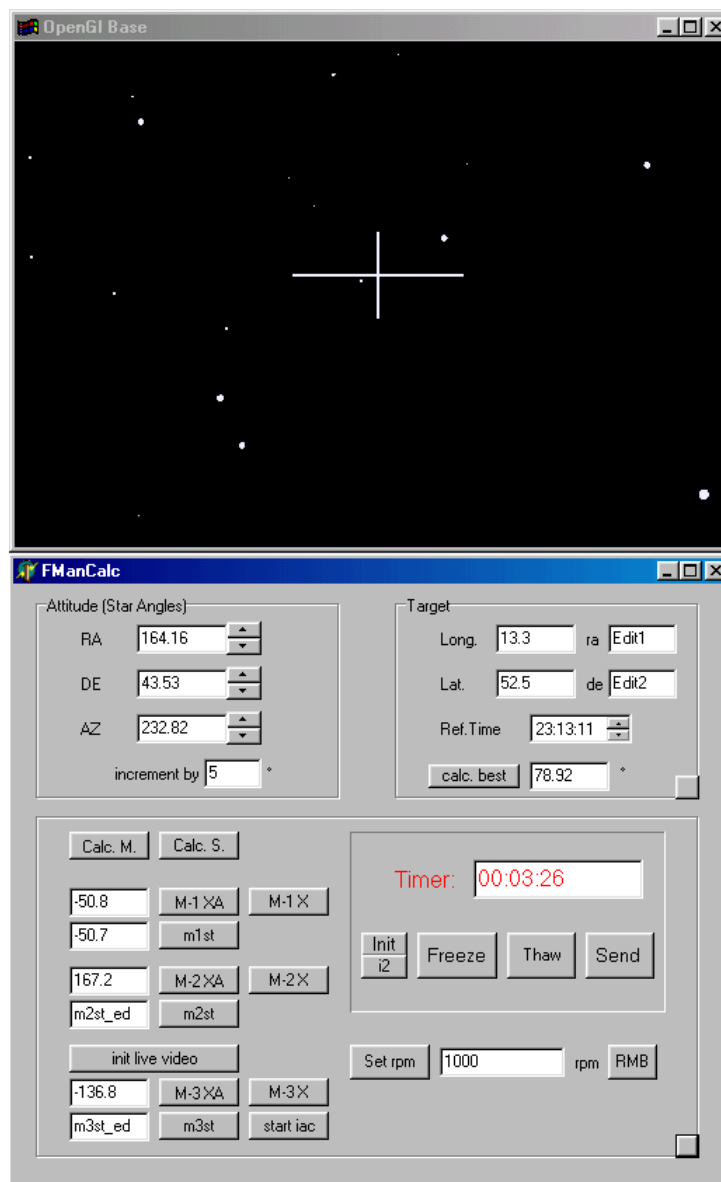 OpenGl Base
FManCalc
Attitude (Star Angles)
RA 164.16
DE 43.53
AZ 232.82
increment by 5 °
Target
Long. 13.3 ra Edit1
Lat. 52.5 de Edit2
Ref.Time 23:13:11
calc. best 78.92 °
Calc. M. Calc. S.
-50.8 M-1 XA M-1 X
-50.7 m1st
167.2 M-2 XA M-2 X
m2st_ed m2st
init live video
-136.8 M-3 XA M-3 X
m3st_ed m3st start iac
Timer: 00:03:26
Init
i2
Freeze Thaw Send
Set rpm 1000 rpm RMB